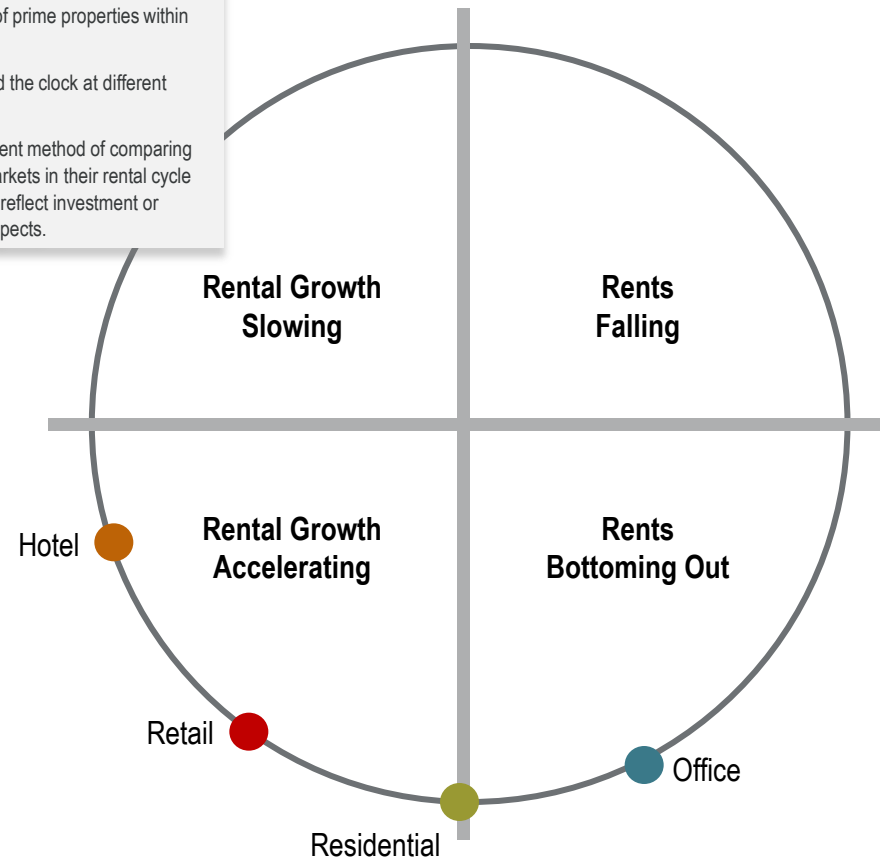 of prime properties within
d the clock at different
ent method of comparing
arkets in their rental cycle
reflect investment or
pects.
Rental Growth
Slowing
Rents
Falling
Rental Growth
Accelerating
Rents
Bottoming Out
Hotel
Retail
Office
Residential